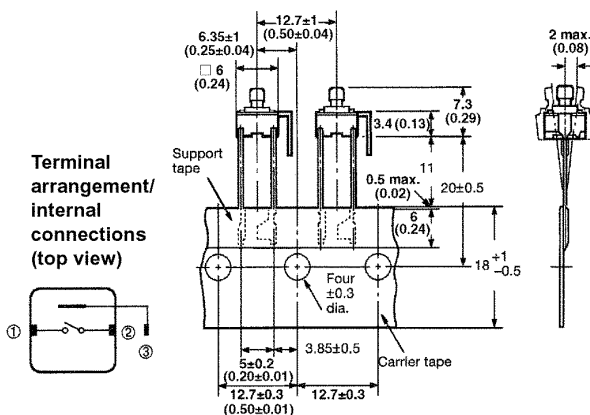 12.7±1
(0.50±0.04)
6.35±1
(0.25±0.04)
□ 6
(0.24)
2 max.
(0.08)
3.4 (0.13)
7.3
(0.29)
Support
tape
11
0.5 max.
(0.02)
20±0.5
6
(0.24)
Terminal
arrangement/
internal
connections
(top view)
18 +1
−0.5
Four
±0.3
dia.
① ②
③
3.85±0.5
Carrier tape
5±0.2
(0.20±0.01)
12.7±0.3
(0.50±0.01)
12.7±0.3